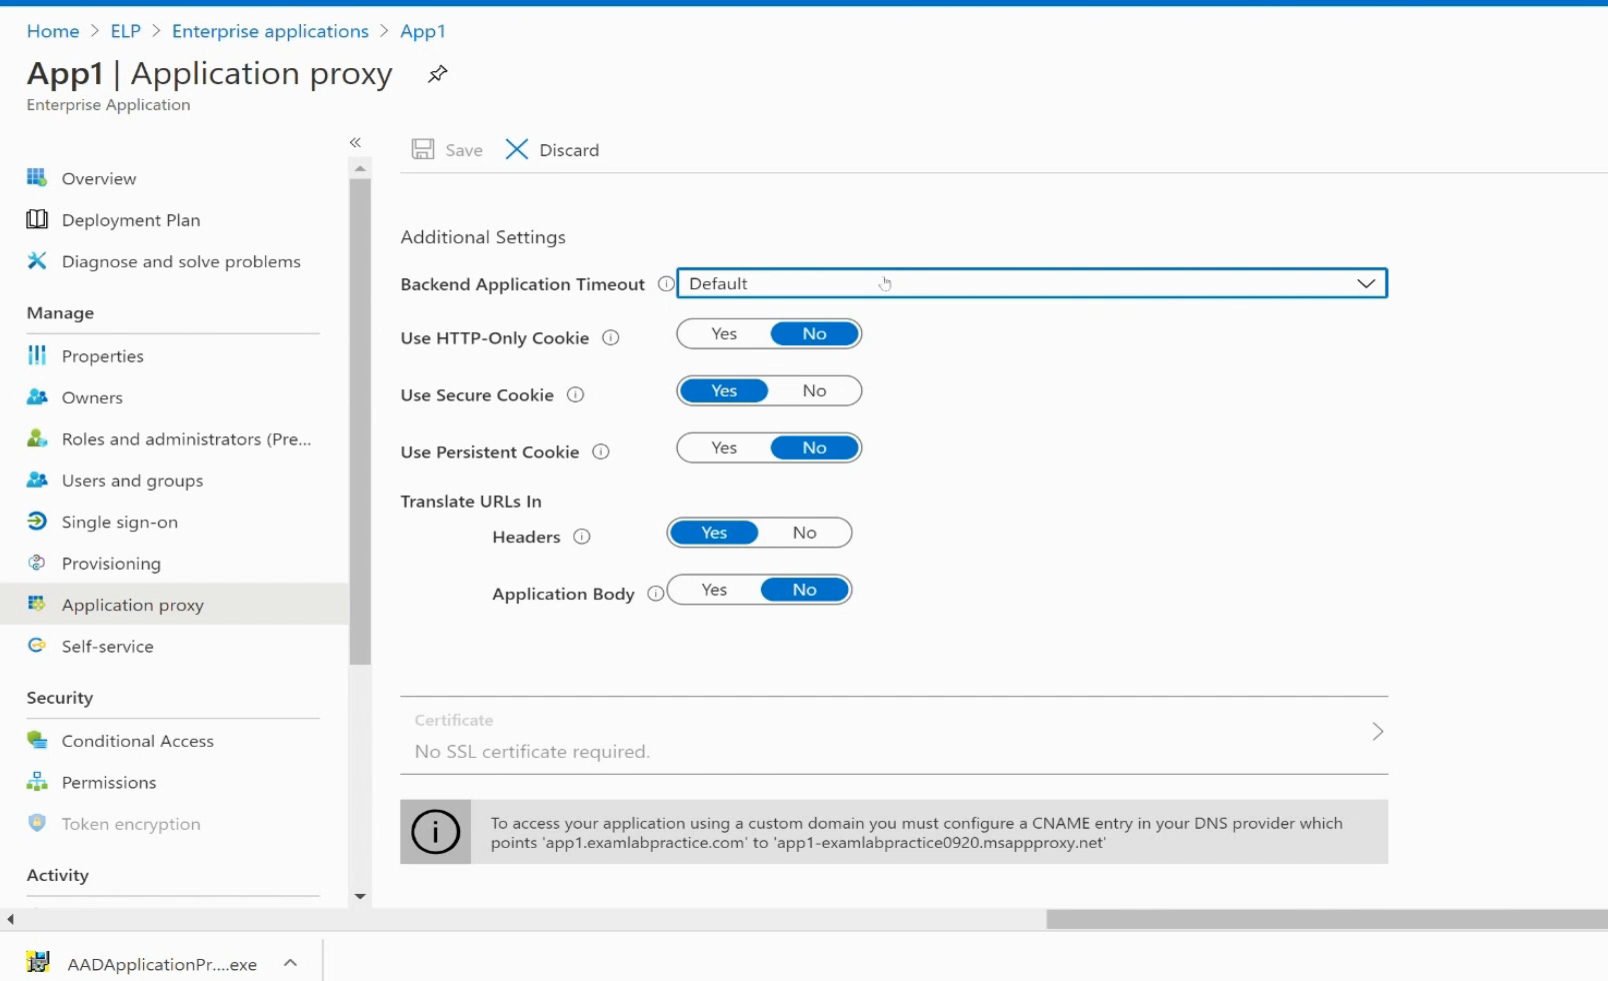 Home > ELP > Enterprise applications > App1
App1 | Application proxy
Enterprise Application
«
Save Discard
Overview
Deployment Plan
Diagnose and solve problems
Manage
Properties
Owners
Roles and administrators (Pre...
Users and groups
Single sign-on
Provisioning
Application proxy
Self-service
Security
Conditional Access
Permissions
Token encryption
Activity
Additional Settings
Backend Application Timeout Default
Use HTTP-Only Cookie Yes No
Use Secure Cookie Yes No
Use Persistent Cookie Yes No
Translate URLs In
Headers Yes No
Application Body Yes No
Certificate
No SSL certificate required.
To access your application using a custom domain you must configure a CNAME entry in your DNS provider which
points 'app1.examlabpractice.com' to 'app1-examlabpractice0920.msappproxy.net'
AADApplicationPr....exe